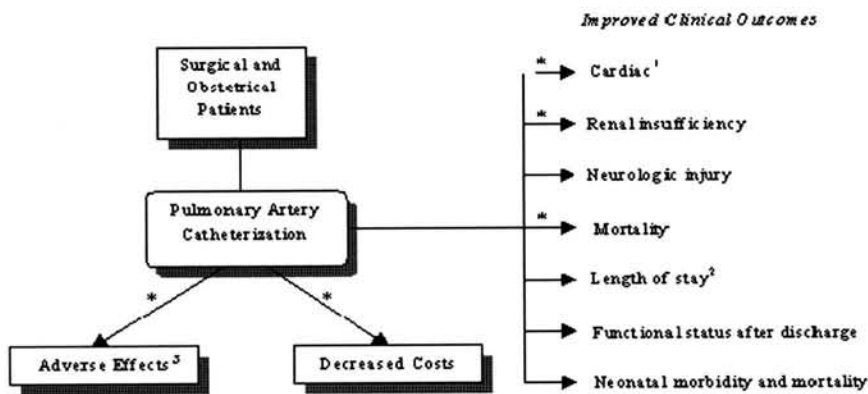 Improved Clinical Outcomes
Surgical and
Obstetrical
Patients
Pulmonary Artery
Catheterization
*
Adverse Effects³
*
Decreased Costs
* Cardiac¹
* Renal insufficiency
Neurologic injury
* Mortality
Length of stay²
Functional status after discharge
Neonatal morbidity and mortality